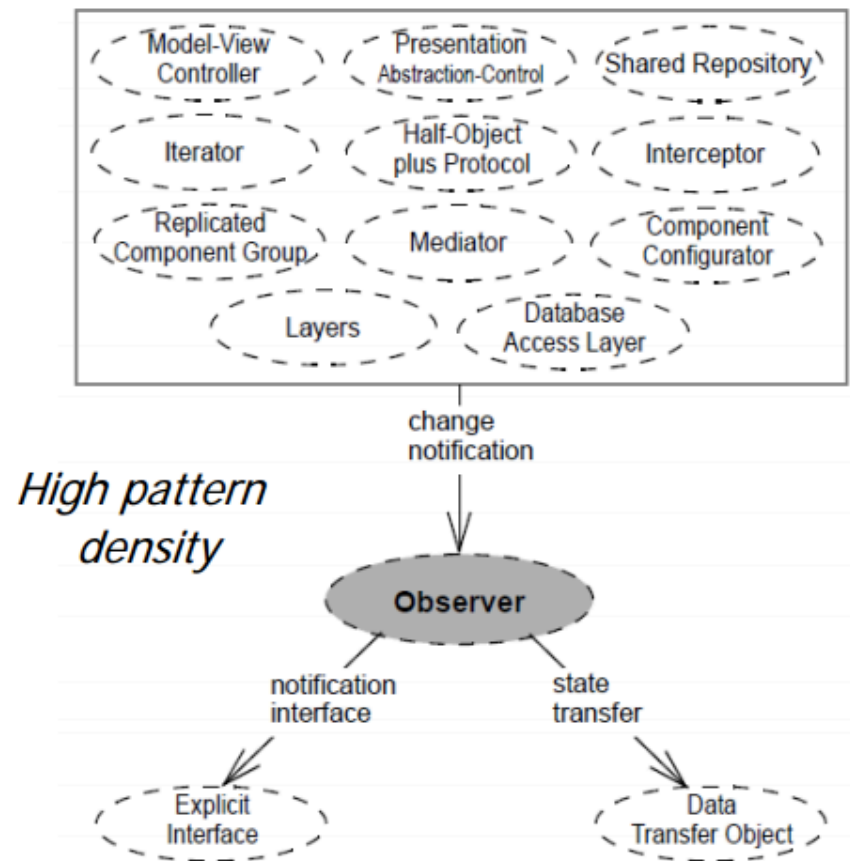 Model-View
Controller
Presentation
Abstraction-Control
Shared Repository
Iterator
Half-Object
plus Protocol
Interceptor
Replicated
Component Group
Mediator
Component
Configurator
Layers
Database
Access Layer
change
notification
High pattern
density
Observer
notification
interface
state
transfer
Explicit
Interface
Data
Transfer Object